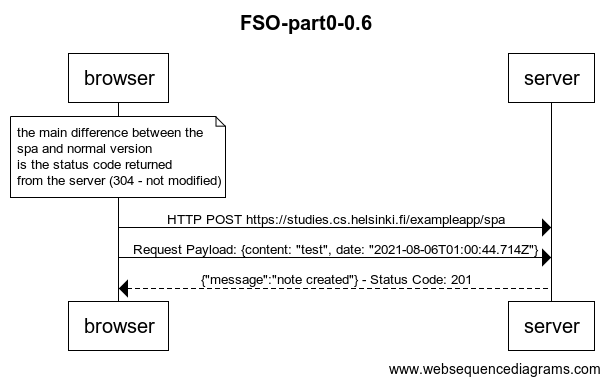 FSO-part0-0.6
browser
server
the main difference between the
spa and normal version
is the status code returned
from the server (304 - not modified)
HTTP POST https://studies.cs.helsinki.fi/exampleapp/spa
Request Payload: {content: "test", date: "2021-08-06T01:00:44.714Z"}
{"message":"note created"} - Status Code: 201
browser
server
www.websequencediagrams.com